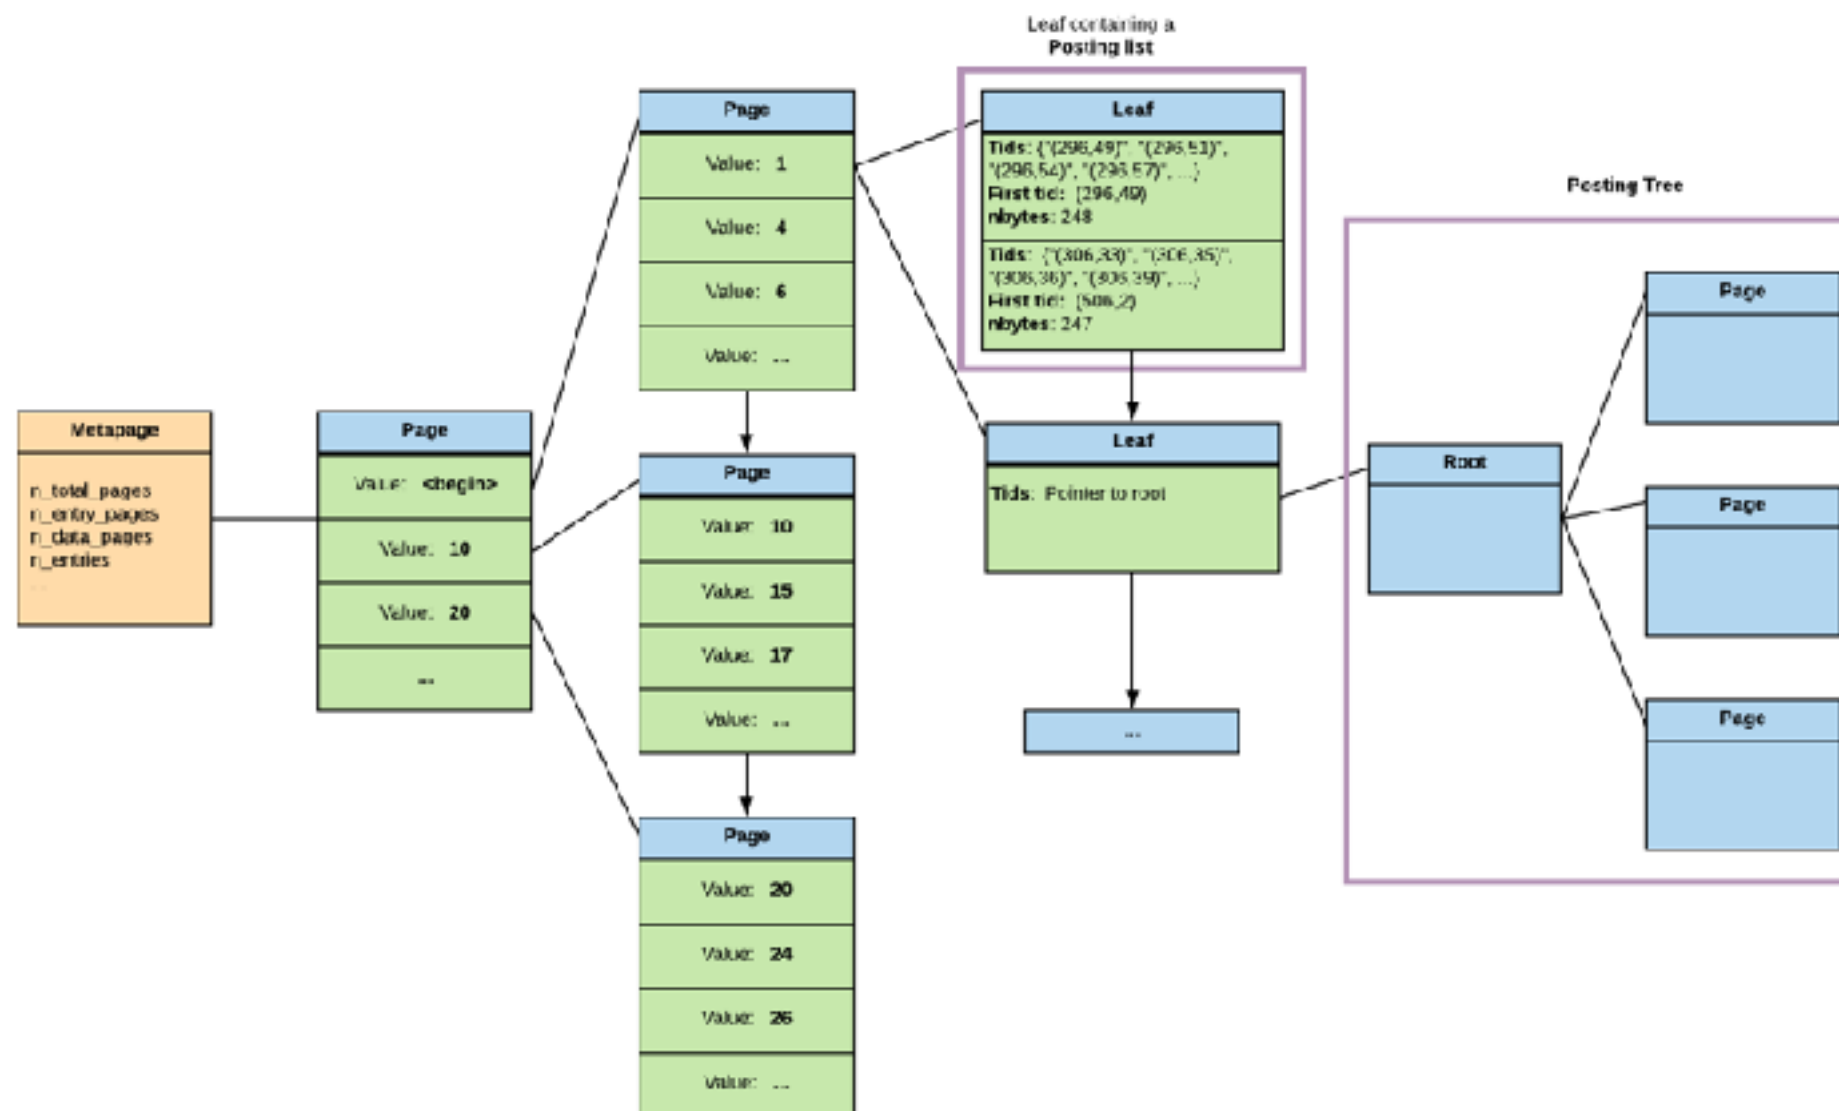 Leaf containing a
Posting list
Metapage
n_total_pages
n_entry_pages
n_data_pages
n_entries
...
Page
Value: <begin>
Value: 10
Value: 20
...
Page
Value: 1
Value: 4
Value: 6
Value: ...
Page
Value: 10
Value: 15
Value: 17
Value: ...
Page
Value: 20
Value: 24
Value: 26
Value: ...
Leaf
Tids: {"(296,49)", "(296,51)",
"(296,54)", "(296,57)", ...}
First tid: (296,49)
nbytes: 248
Tids: {"(306,33)", "(306,35)",
"(306,36)", "(306,39)", ...}
First tid: (506,2)
nbytes: 247
Leaf
Tids: Pointer to root
...
Posting Tree
Root
Page
Page
Page